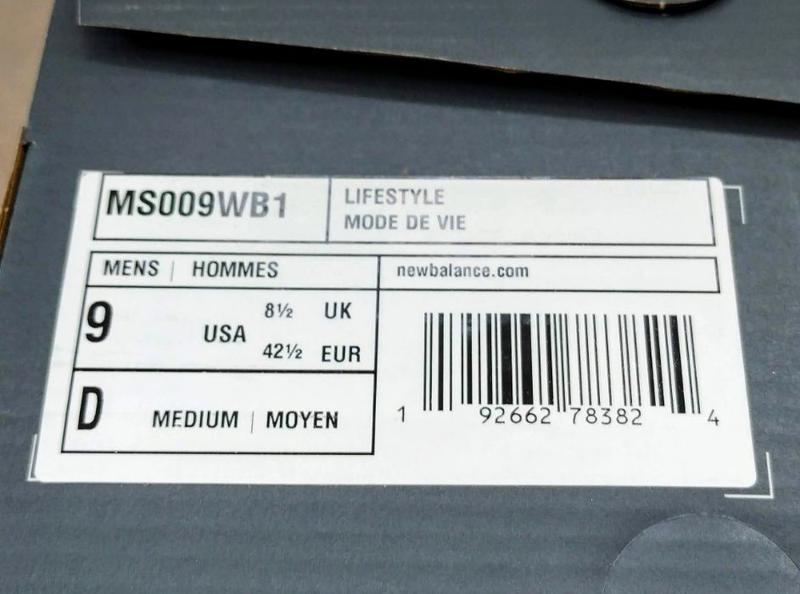 MS009WB1
LIFESTYLE
MODE DE VIE
MENS | HOMMES
newbalance.com
9 USA
8½ UK
42½ EUR
D MEDIUM | MOYEN
1 92662 78382 4